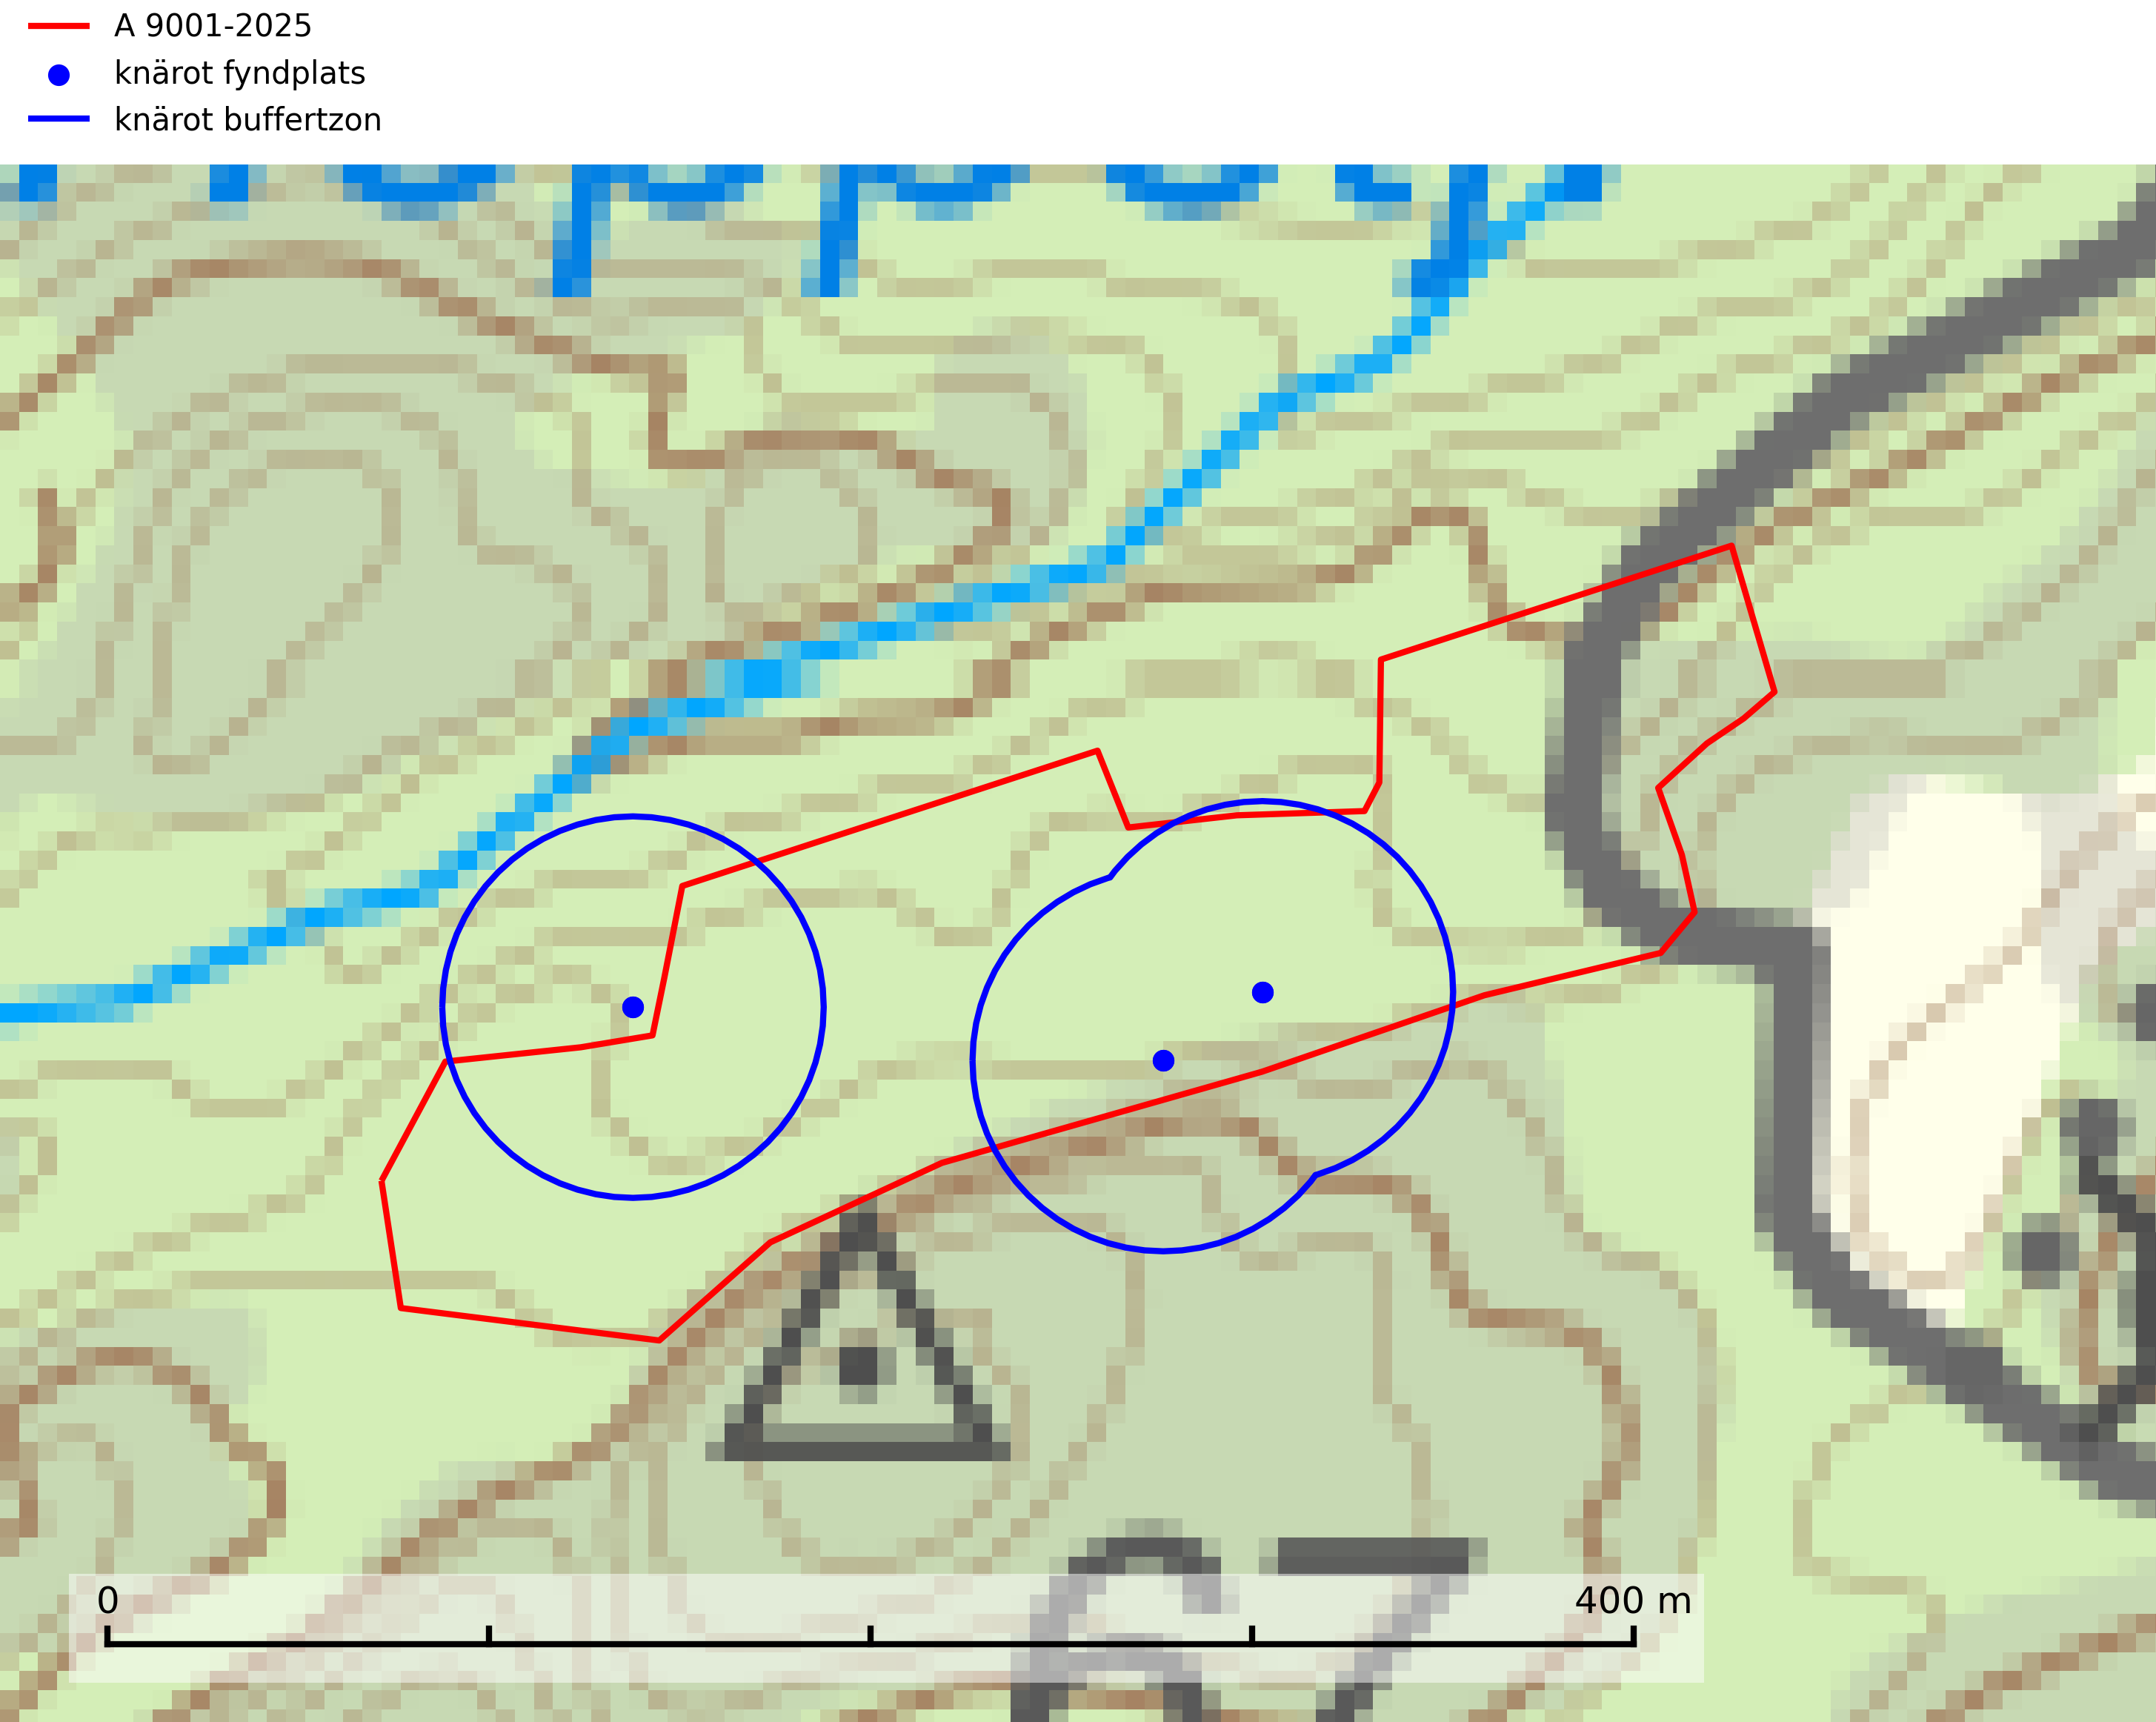 A 9001-2025
knärot fyndplats
knärot buffertzon
0
400 m